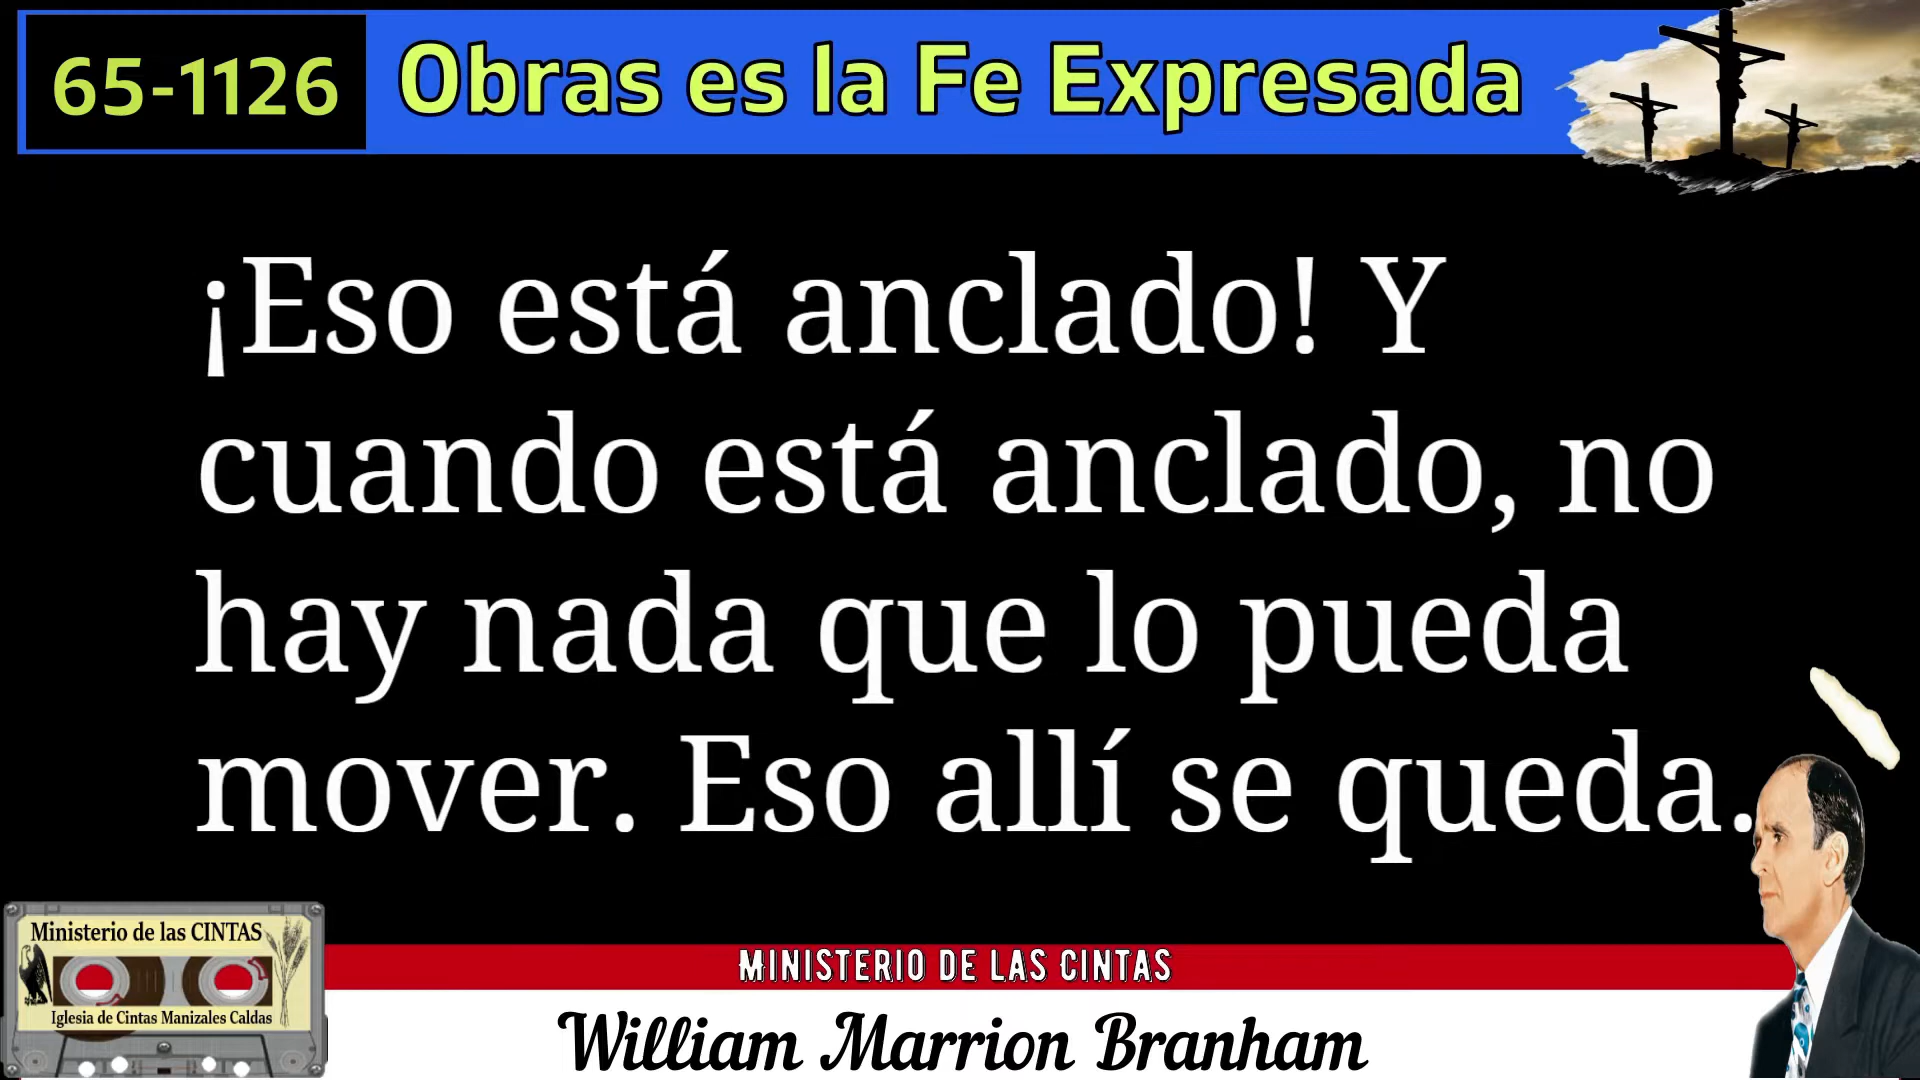 65-1126 Obras es la Fe Expresada
¡Eso está anclado! Y
cuando está anclado, no
hay nada que lo pueda
mover. Eso allí se queda.
Ministerio de las CINTAS
Iglesia de Cintas Manizales Caldas
MINISTERIO DE LAS CINTAS
William Marrion Branham